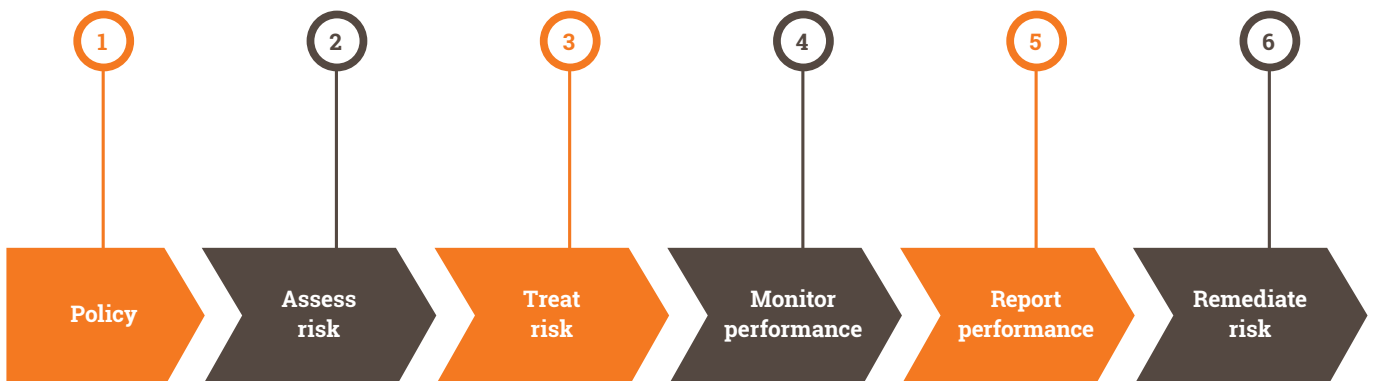 1
2
3
4
5
6
Policy
Assess
risk
Treat
risk
Monitor
performance
Report
performance
Remediate
risk